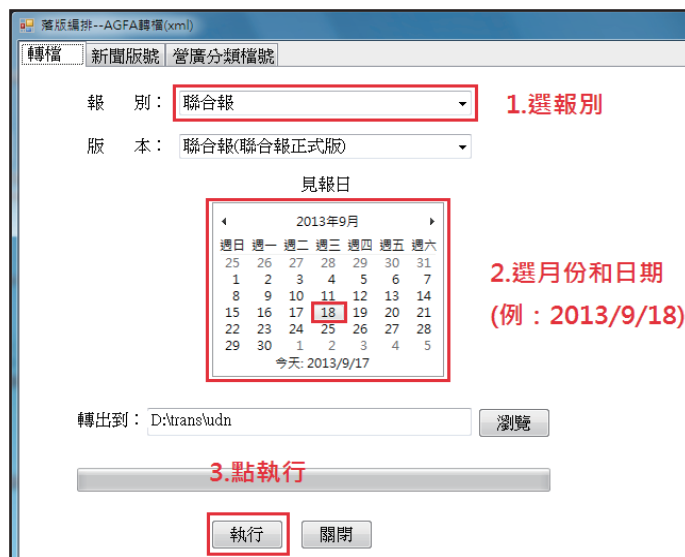 落版編排--AGFA轉檔(xml)
轉檔 新聞版號 營廣分類檔號
報 別： 聯合報 1.選報別
版 本： 聯合報(聯合報正式版)
見報日
2013年9月
週日 週一 週二 週三 週四 週五 週六
25 26 27 28 29 30 31
1 2 3 4 5 6 7
8 9 10 11 12 13 14
15 16 17 18 19 20 21
22 23 24 25 26 27 28
29 30 1 2 3 4 5
今天: 2013/9/17
2.選月份和日期
(例：2013/9/18)
轉出到： D:\trans\udn 瀏覽
3.點執行
執行 關閉